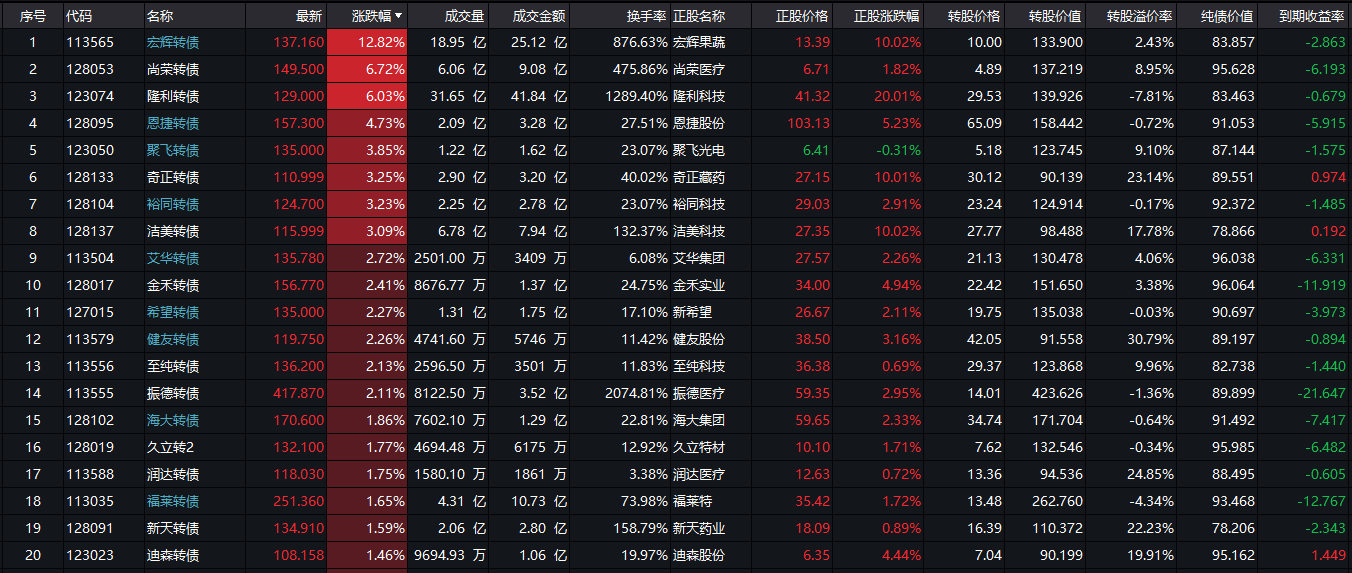 序号 代码 名称 最新 涨跌幅 成交量 成交金额 换手率 正股名称 正股价格 正股涨跌幅 转股价格 转股价值 转股溢价率 纯债价值 到期收益率
1 113565 宏辉转债 137.160 12.82% 18.95 亿 25.12 亿 876.63% 宏辉果蔬 13.39 10.02% 10.00 133.900 2.43% 83.857 -2.863
2 128053 尚荣转债 149.500 6.72% 6.06 亿 9.08 亿 475.86% 尚荣医疗 6.71 1.82% 4.89 137.219 8.95% 95.628 -6.193
3 123074 隆利转债 129.000 6.03% 31.65 亿 41.84 亿 1289.40% 隆利科技 41.32 20.01% 29.53 139.926 -7.81% 83.463 -0.679
4 128095 恩捷转债 157.300 4.73% 2.09 亿 3.28 亿 27.51% 恩捷股份 103.13 5.23% 65.09 158.442 -0.72% 91.053 -5.915
5 123050 聚飞转债 135.000 3.85% 1.22 亿 1.62 亿 23.07% 聚飞光电 6.41 -0.31% 5.18 123.745 9.10% 87.144 -1.575
6 128133 奇正转债 110.999 3.25% 2.90 亿 3.20 亿 40.02% 奇正藏药 27.15 10.01% 30.12 90.139 23.14% 89.551 0.974
7 128104 裕同转债 124.700 3.23% 2.25 亿 2.78 亿 23.07% 裕同科技 29.03 2.91% 23.24 124.914 -0.17% 92.372 -1.485
8 128137 洁美转债 115.999 3.09% 6.78 亿 7.94 亿 132.37% 洁美科技 27.35 10.02% 27.77 98.488 17.78% 78.866 0.192
9 113504 艾华转债 135.780 2.72% 2501.00 万 3409 万 6.08% 艾华集团 27.57 2.26% 21.13 130.478 4.06% 96.038 -6.331
10 128017 金禾转债 156.770 2.41% 8676.77 万 1.37 亿 24.75% 金禾实业 34.00 4.94% 22.42 151.650 3.38% 96.064 -11.919
11 127015 希望转债 135.000 2.27% 1.31 亿 1.75 亿 17.10% 新希望 26.67 2.11% 19.75 135.038 -0.03% 90.697 -3.973
12 113579 健友转债 119.750 2.26% 4741.60 万 5746 万 11.42% 健友股份 38.50 3.16% 42.05 91.558 30.79% 89.197 -0.894
13 113556 至纯转债 136.200 2.13% 2596.50 万 3501 万 11.83% 至纯科技 36.38 0.69% 29.37 123.868 9.96% 82.738 -1.440
14 113555 振德转债 417.870 2.11% 8122.50 万 3.52 亿 2074.81% 振德医疗 59.35 2.95% 14.01 423.626 -1.36% 89.899 -21.647
15 128102 海大转债 170.600 1.86% 7602.10 万 1.29 亿 22.81% 海大集团 59.65 2.33% 34.74 171.704 -0.64% 91.492 -7.417
16 128019 久立转2 132.100 1.77% 4694.48 万 6175 万 12.92% 久立特材 10.10 1.71% 7.62 132.546 -0.34% 95.985 -6.482
17 113588 润达转债 118.030 1.75% 1580.10 万 1861 万 3.38% 润达医疗 12.63 0.72% 13.36 94.536 24.85% 88.495 -0.605
18 113035 福莱转债 251.360 1.65% 4.31 亿 10.73 亿 73.98% 福莱特 35.42 1.72% 13.48 262.760 -4.34% 93.468 -12.767
19 128091 新天转债 134.910 1.59% 2.06 亿 2.80 亿 158.79% 新天药业 18.09 0.89% 16.39 110.372 22.23% 78.206 -2.343
20 123023 迪森转债 108.158 1.46% 9694.93 万 1.06 亿 19.97% 迪森股份 6.35 4.44% 7.04 90.199 19.91% 95.162 1.449